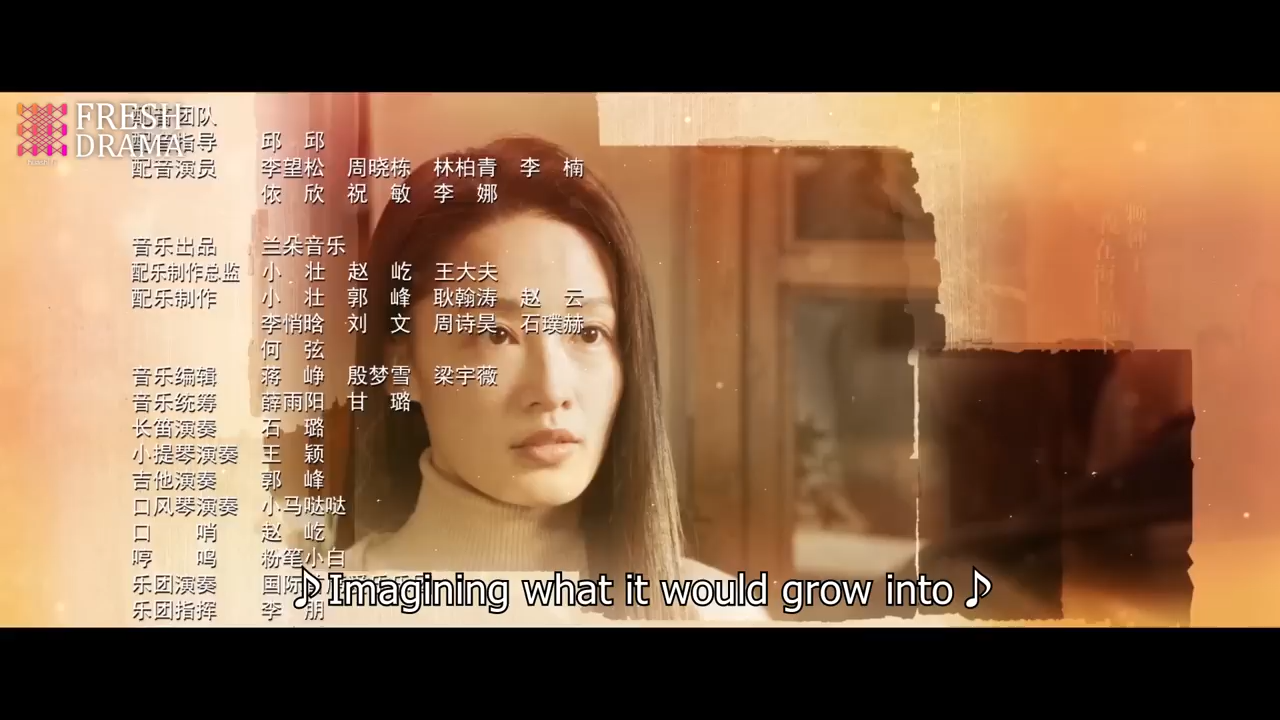 FRESH
DRAMA
配音团队
配音指导 邱 邱
配音演员 李望松 周晓栋 林柏青 李 楠
依 欣 祝 敏 李 娜
音乐出品 兰朵音乐
配乐制作总监 小 壮 赵 屹 王大夫
配乐制作 小 壮 郭 峰 耿翰涛 赵 云
李悄晗 刘 文 周诗昊 石璞赫
何 弦
音乐编辑 蒋 峥 殷梦雪 梁宇薇
音乐统筹 薛雨阳 甘 璐
长笛演奏 石 璐
小提琴演奏 王 颖
吉他演奏 郭 峰
口风琴演奏 小马哒哒
口 哨 赵 屹
哼 鸣 粉笔小白
乐团演奏 国际
乐团指挥 李 朋
♪Imagining what it would grow into♪